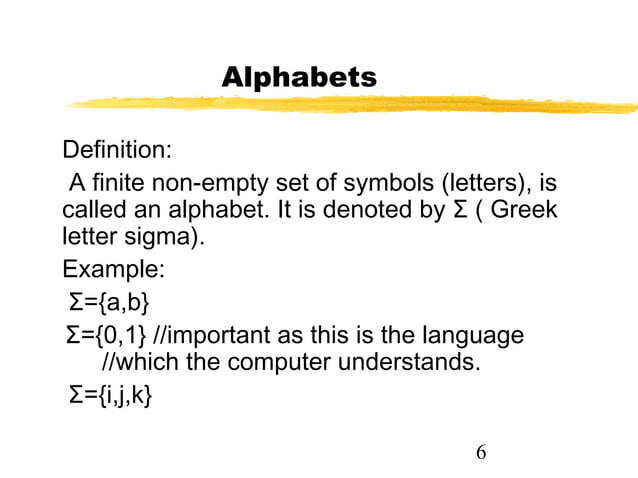 Alphabets
Definition:
A finite non-empty set of symbols (letters), is
called an alphabet. It is denoted by Σ ( Greek
letter sigma).
Example:
Σ={a,b}
Σ={0,1} //important as this is the language
//which the computer understands.
Σ={i,j,k}
6